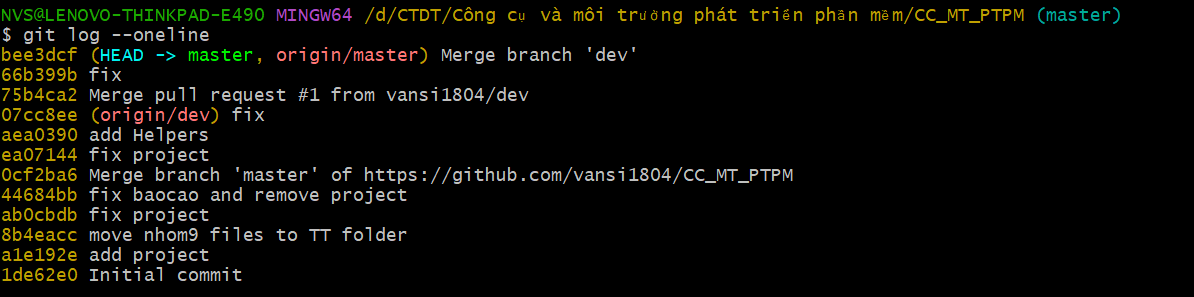 NVS@LENOVO-THINKPAD-E490 MINGW64 /d/CTDT/Công cụ và môi trường phát triển phần mềm/CC_MT_PTPM (master)
$ git log --oneline
bee3dcf (HEAD -> master, origin/master) Merge branch 'dev'
66b399b fix
75b4ca2 Merge pull request #1 from vansi1804/dev
07cc8ee (origin/dev) fix
aea0390 add Helpers
ea07144 fix project
0cf2ba6 Merge branch 'master' of https://github.com/vansi1804/CC_MT_PTPM
44684bb fix baocao and remove project
ab0cbdb fix project
8b4eacc move nhom9 files to TT folder
a1e192e add project
1de62e0 Initial commit